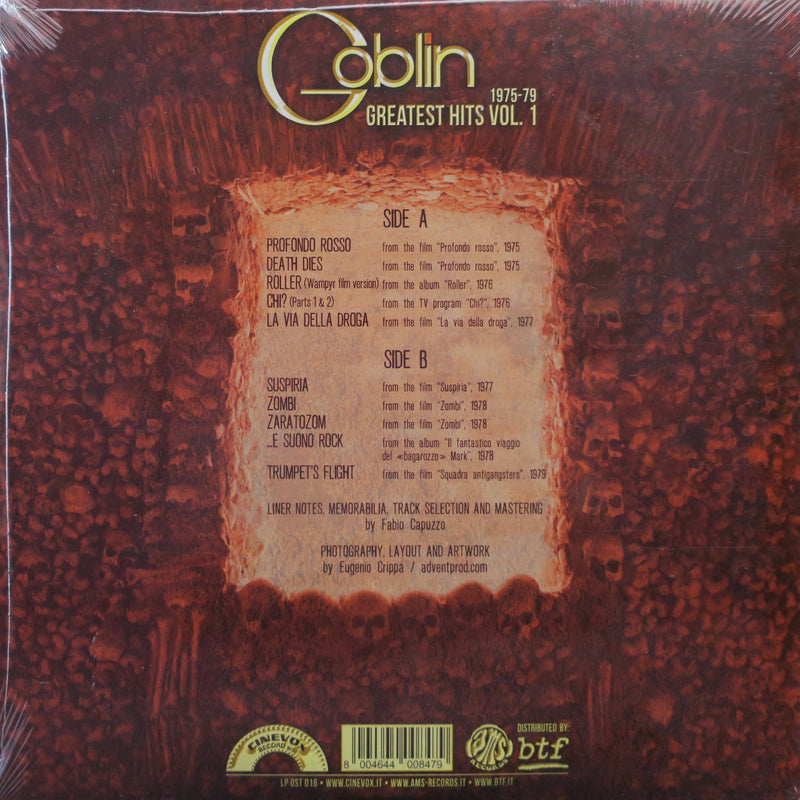 Goblin
1975-79
GREATEST HITS VOL. 1
SIDE A
PROFONDO ROSSO from the film "Profondo rosso", 1975
DEATH DIES from the film "Profondo rosso", 1975
ROLLER (Wampyr film version) from the album "Roller", 1976
CHI? (Parts 1 & 2) from the TV program "Chi?", 1976
LA VIA DELLA DROGA from the film "La via della droga", 1977
SIDE B
SUSPIRIA from the film "Suspiria", 1977
ZOMBI from the film "Zombi", 1978
ZARATOZOM from the film "Zombi", 1978
...E SUONO ROCK from the album "Il fantastico viaggio
del «bagarozzo» Mark", 1978
TRUMPET'S FLIGHT from the film "Squadra antigangsters", 1979
LINER NOTES, MEMORABILIA, TRACK SELECTION AND MASTERING
by Fabio Capuzzo
PHOTOGRAPHY, LAYOUT AND ARTWORK
by Eugenio Crippa / adventprod.com
CINEVOX
RECORD
8 004644 008479
AMS
RECORDS
DISTRIBUTED BY:
btf
LP OST 016 • WWW.CINEVOX.IT • WWW.AMS-RECORDS.IT • WWW.BTF.IT